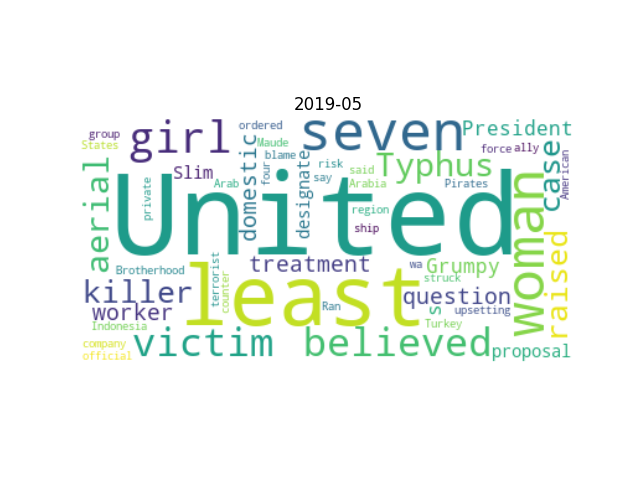 2019-05
group
States
girl
ordered
Maude
blame
seven
President
force
ally
American
case
aerial
private
Slim
Arab
domestic
four
designate
risk
say
said
Arabia
Typhus
Pirates
United
region
ship
woman
raised
Brotherhood
terrorist
counter
treatment
least
Ran
wa
Grumpy
struck
killer
worker
Indonesia
question
s
upsetting
Turkey
company
official
victim
believed
proposal